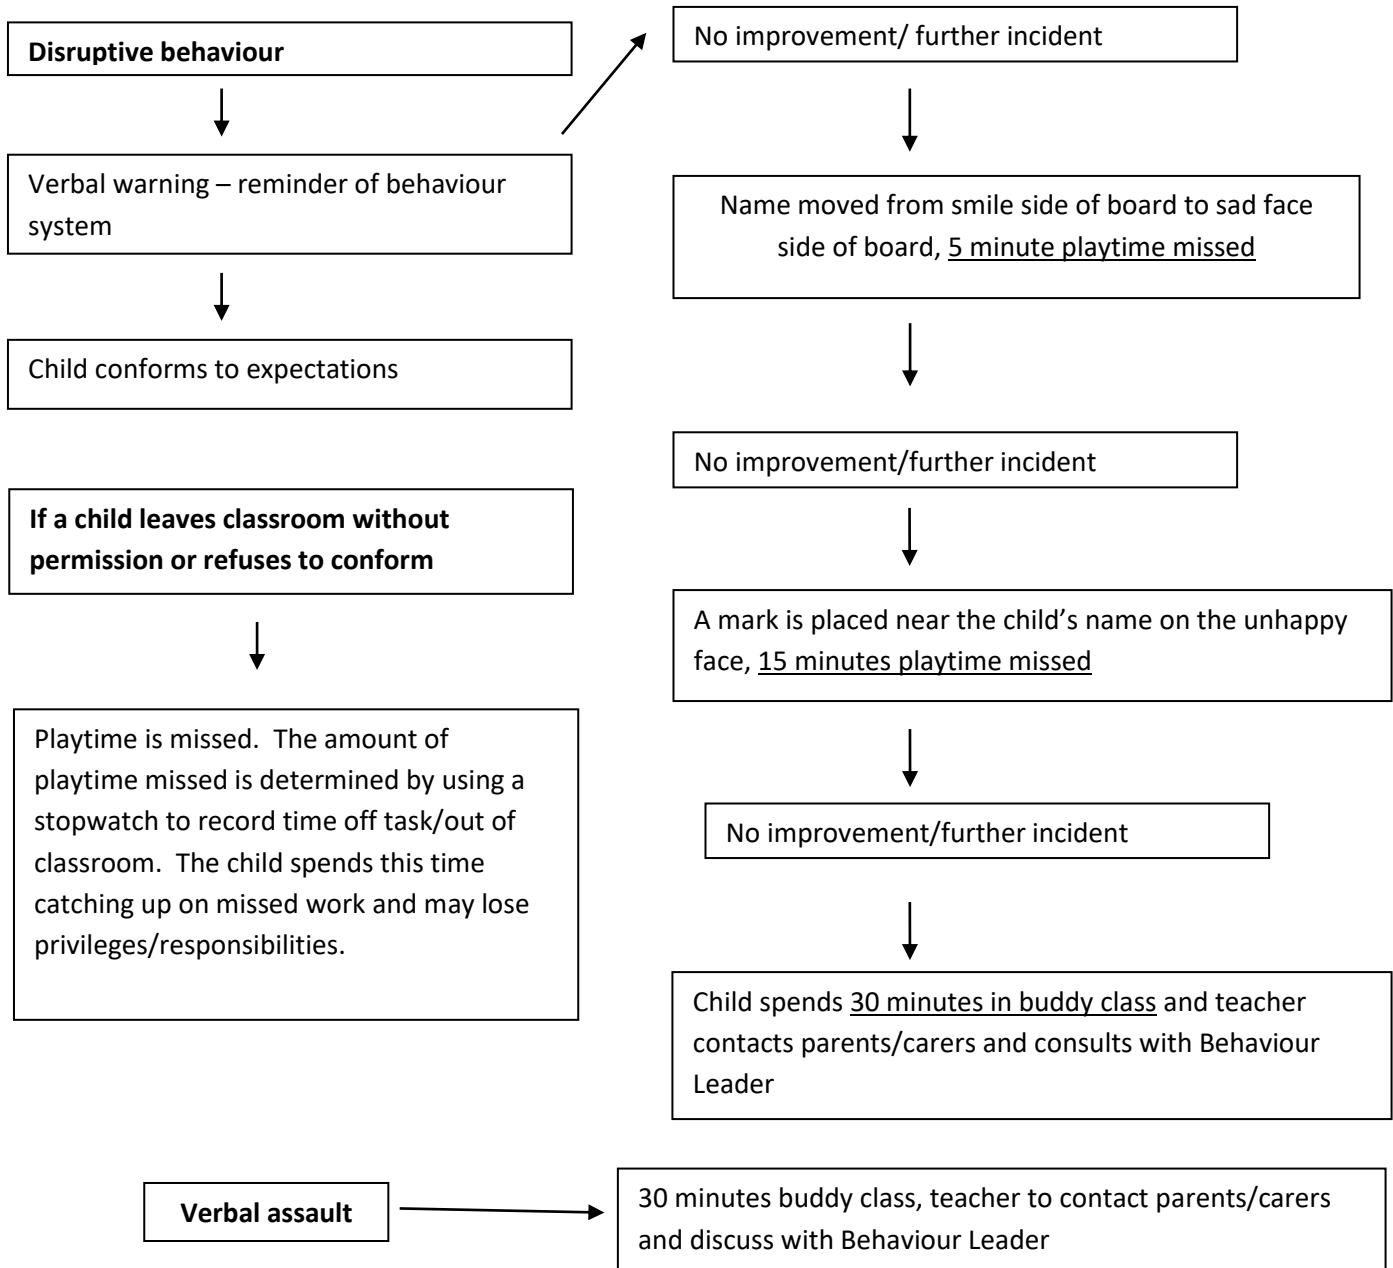 Disruptive behaviour
Verbal warning – reminder of behaviour
system
Child conforms to expectations
If a child leaves classroom without
permission or refuses to conform
Playtime is missed.  The amount of
playtime missed is determined by using a
stopwatch to record time off task/out of
classroom.  The child spends this time
catching up on missed work and may lose
privileges/responsibilities.
No improvement/ further incident
Name moved from smile side of board to sad face
side of board, 5 minute playtime missed
No improvement/further incident
A mark is placed near the child’s name on the unhappy
face, 15 minutes playtime missed
No improvement/further incident
Child spends 30 minutes in buddy class and teacher
contacts parents/carers and consults with Behaviour
Leader
Verbal assault
30 minutes buddy class, teacher to contact parents/carers
and discuss with Behaviour Leader